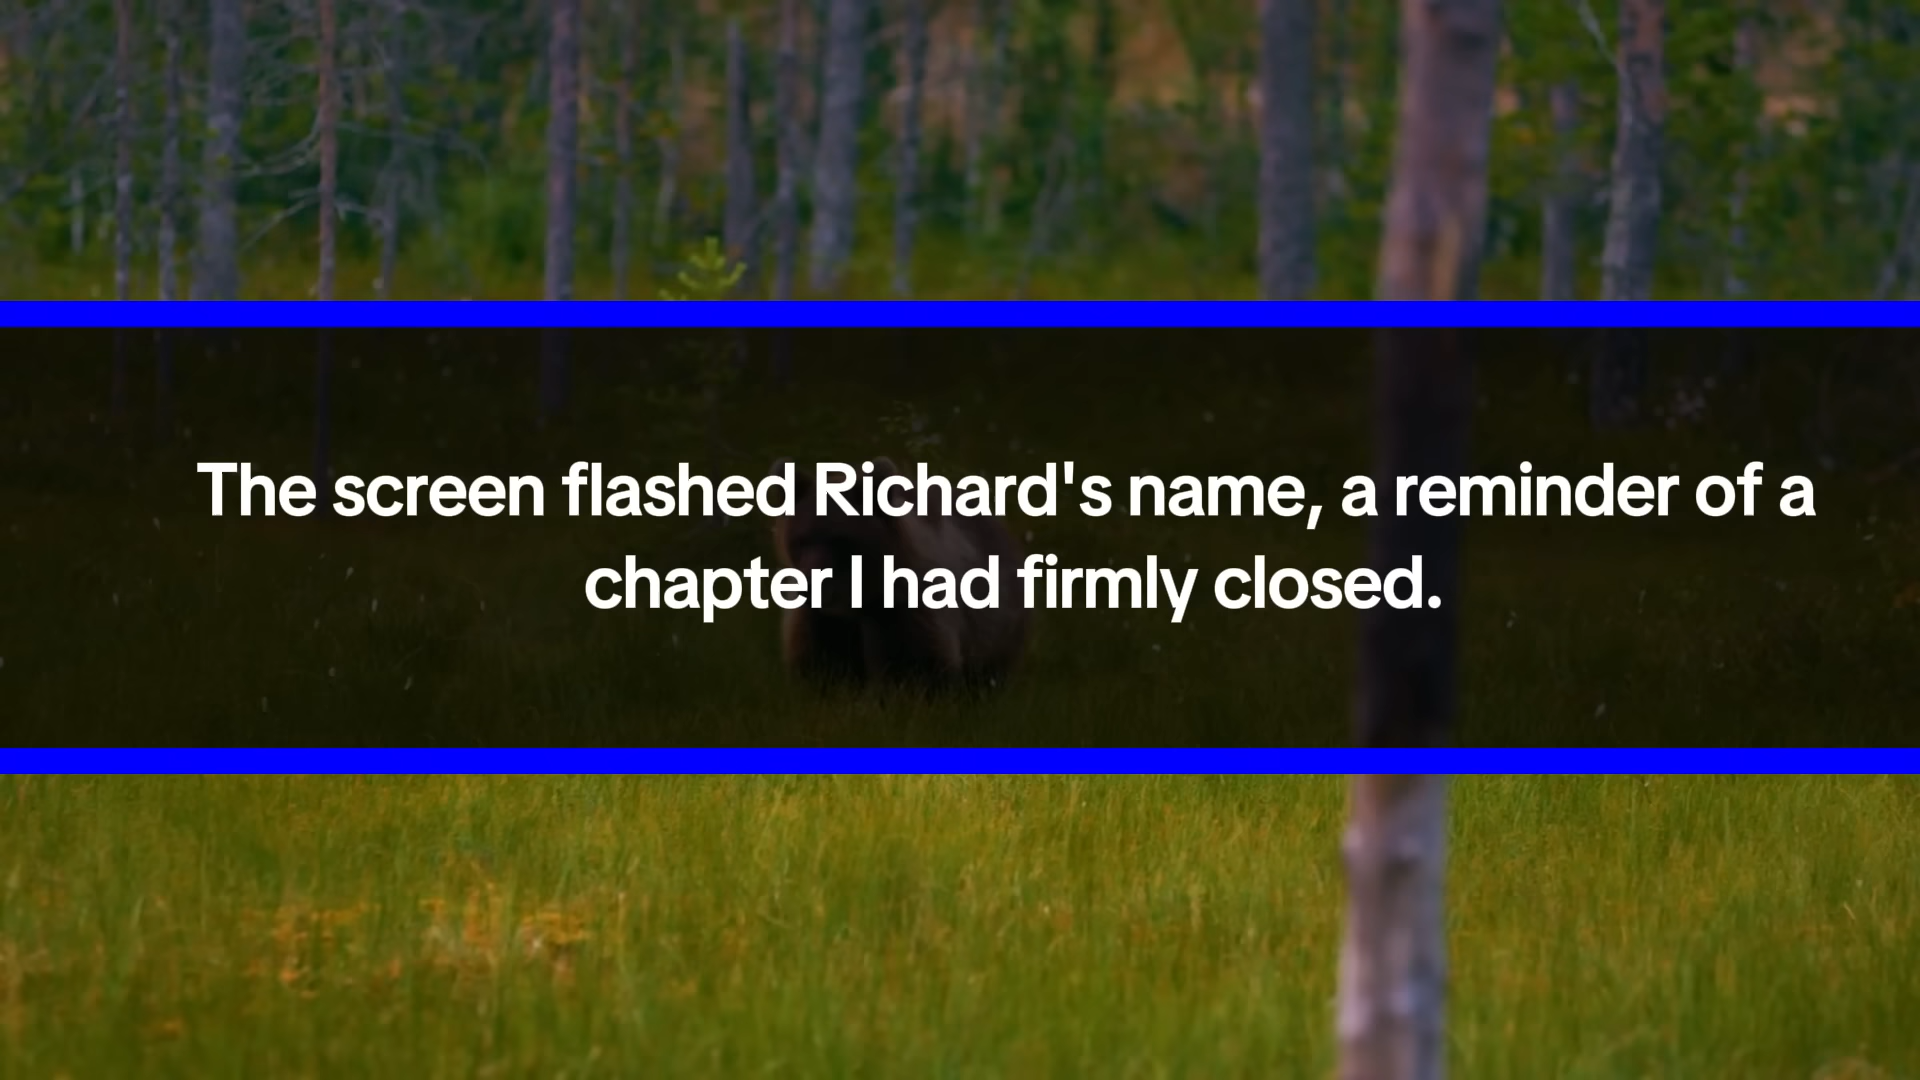 The screen flashed Richard's name, a reminder of a
chapter I had firmly closed.